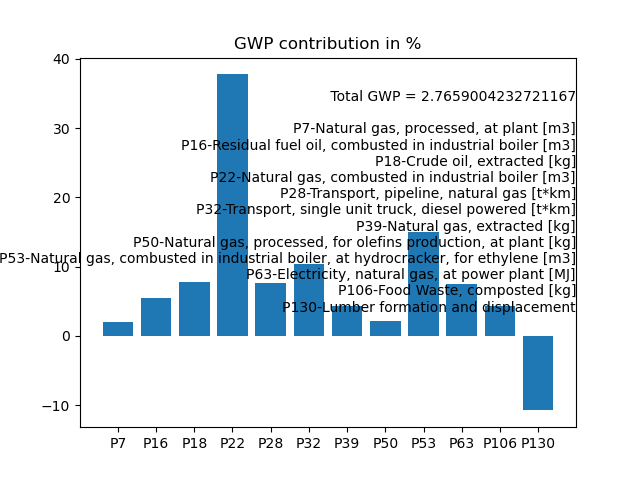 GWP contribution in %
40
30
20
10
0
−10
Total GWP = 2.7659004232721167
P7-Natural gas, processed, at plant [m3]
P16-Residual fuel oil, combusted in industrial boiler [m3]
P18-Crude oil, extracted [kg]
P22-Natural gas, combusted in industrial boiler [m3]
P28-Transport, pipeline, natural gas [t*km]
P32-Transport, single unit truck, diesel powered [t*km]
P39-Natural gas, extracted [kg]
P50-Natural gas, processed, for olefins production, at plant [kg]
P53-Natural gas, combusted in industrial boiler, at hydrocracker, for ethylene [m3]
P63-Electricity, natural gas, at power plant [MJ]
P106-Food Waste, composted [kg]
P130-Lumber formation and displacement
P7 P16 P18 P22 P28 P32 P39 P50 P53 P63 P106 P130